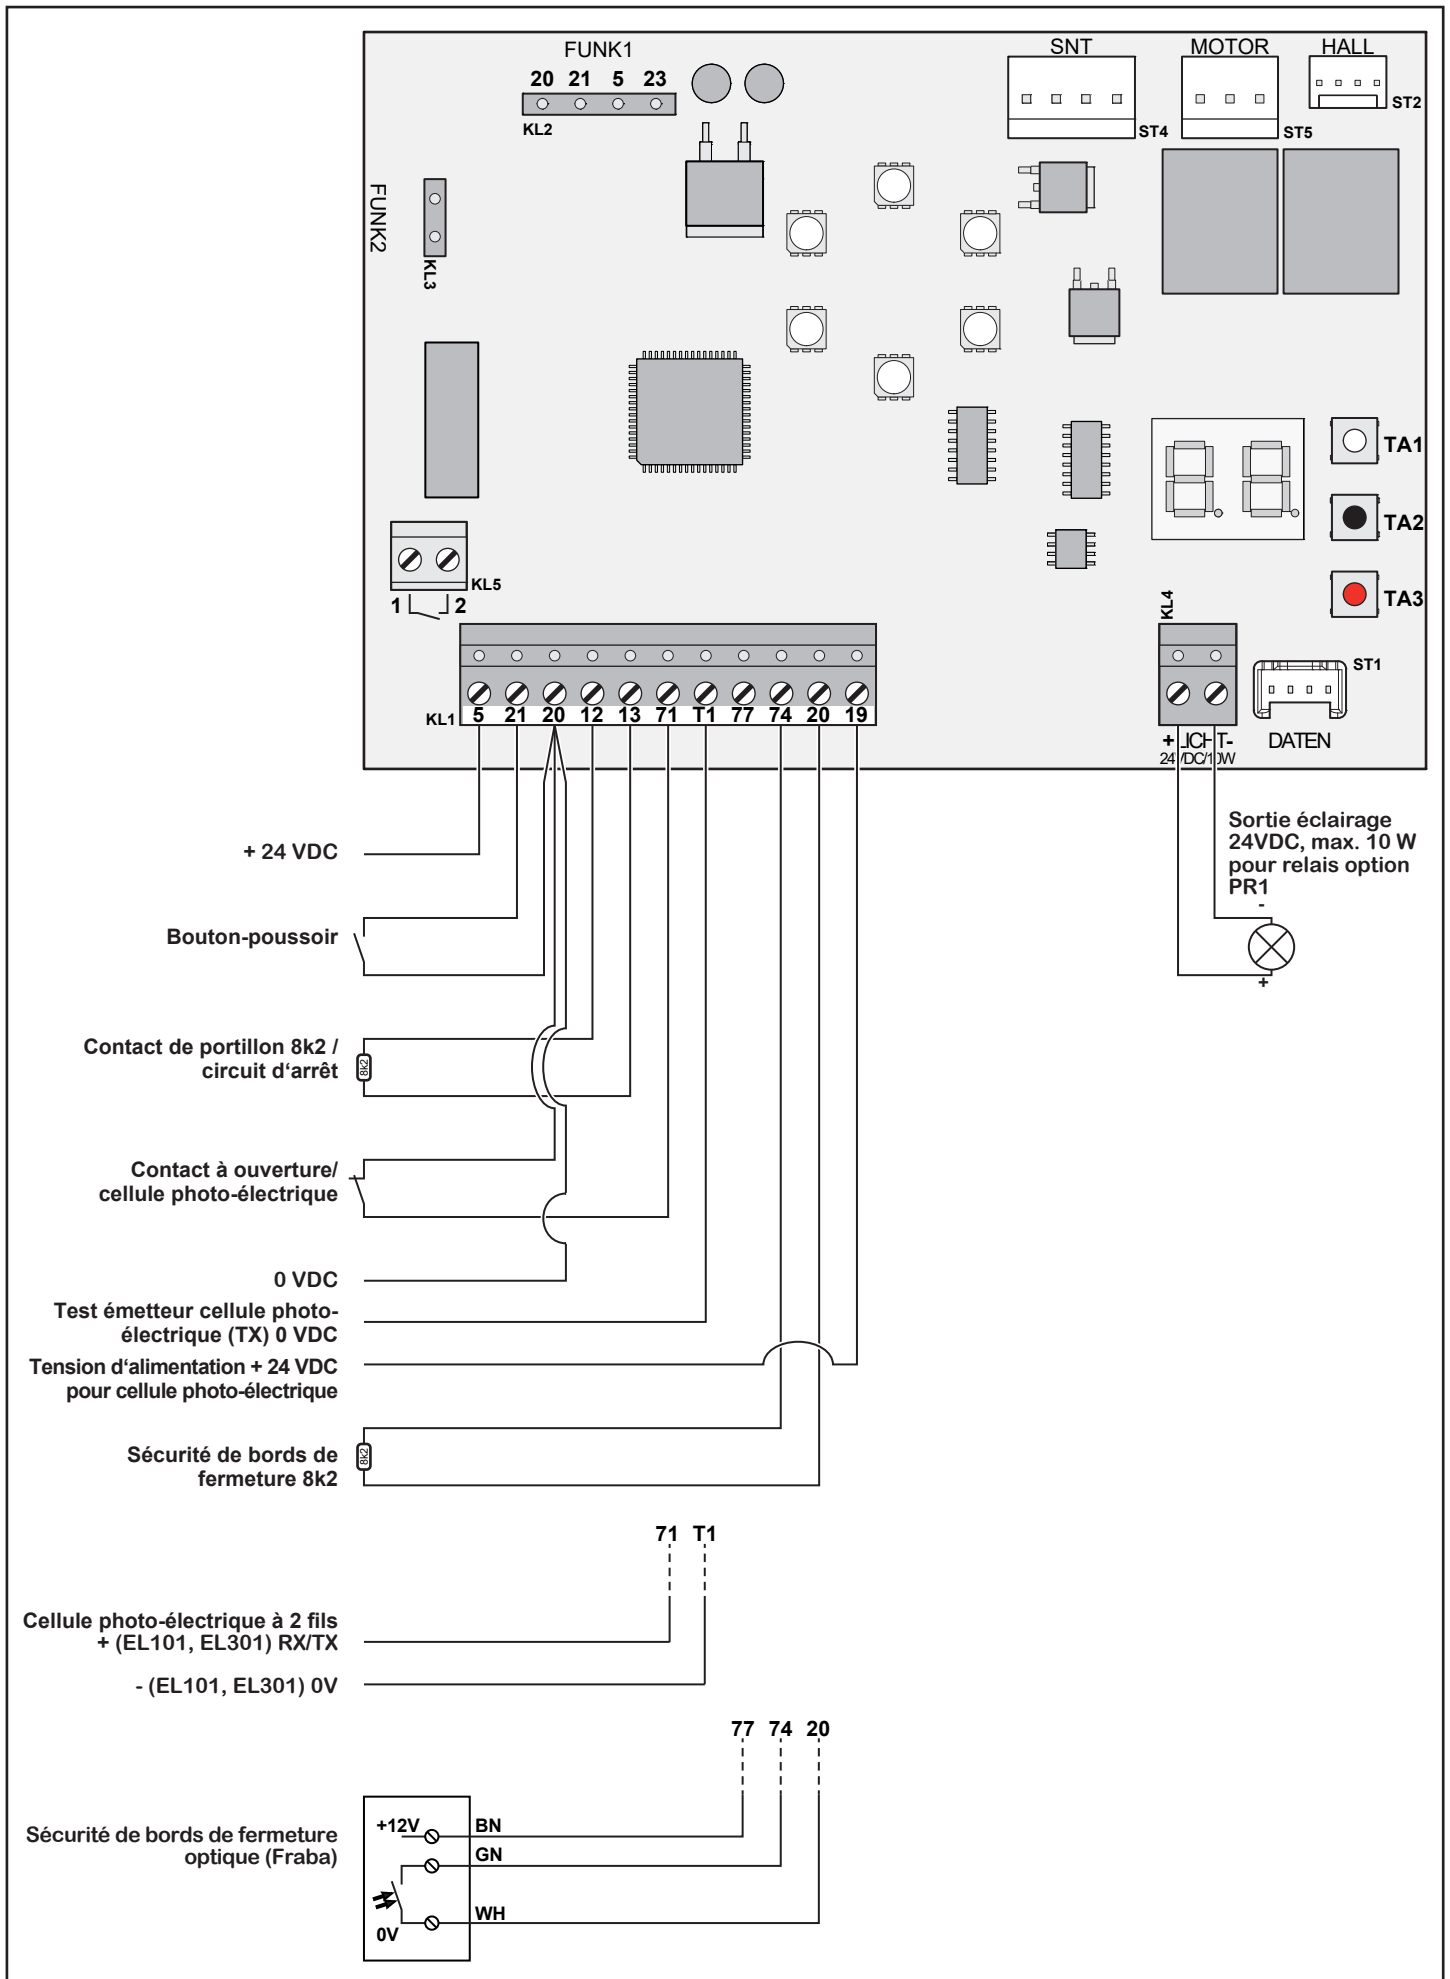 FUNK1
SNT
MOTOR
HALL
20 21 5 23
KL2
ST4
ST5
ST2
FUNK2
KL3
TA1
TA2
TA3
KL5
1 2
KL4
ST1
KL1
5 21 20 12 13 71 T1 77 74 20 19
+ LICHT-
24VDC/10W
DATEN
+ 24 VDC
Sortie éclairage
24VDC, max. 10 W
pour relais option
PR1
-
+
Bouton-poussoir
Contact de portillon 8k2 /
circuit d‘arrêt
8k2
Contact à ouverture/
cellule photo-électrique
0 VDC
Test émetteur cellule photo-
électrique (TX) 0 VDC
Tension d‘alimentation + 24 VDC
pour cellule photo-électrique
Sécurité de bords de
fermeture 8k2
8k2
71 T1
Cellule photo-électrique à 2 fils
+ (EL101, EL301) RX/TX
- (EL101, EL301) 0V
77 74 20
Sécurité de bords de fermeture
optique (Fraba)
+12V
BN
GN
WH
0V